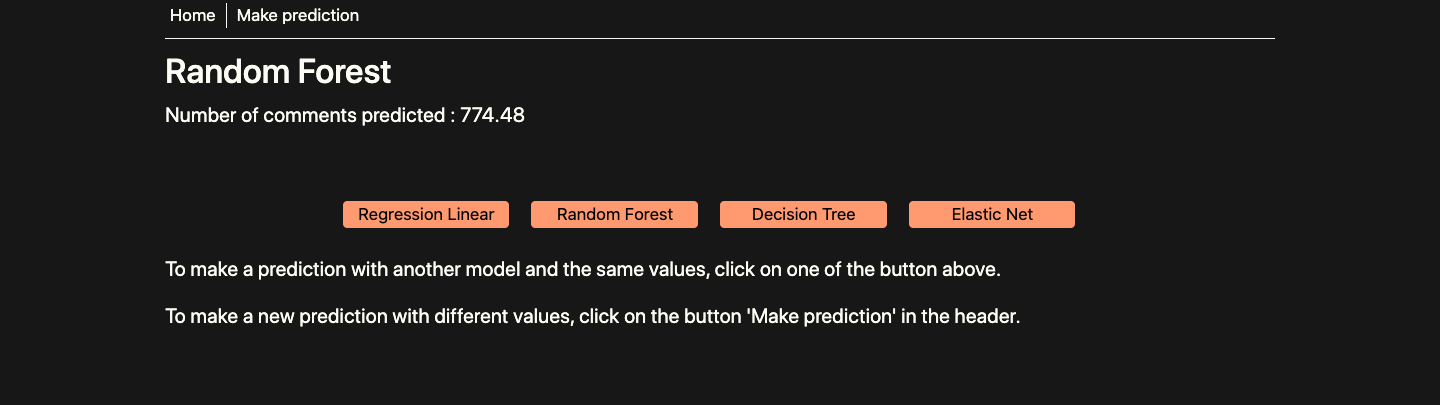 Home | Make prediction
Random Forest
Number of comments predicted : 774.48
Regression Linear Random Forest Decision Tree Elastic Net
To make a prediction with another model and the same values, click on one of the button above.
To make a new prediction with different values, click on the button 'Make prediction' in the header.